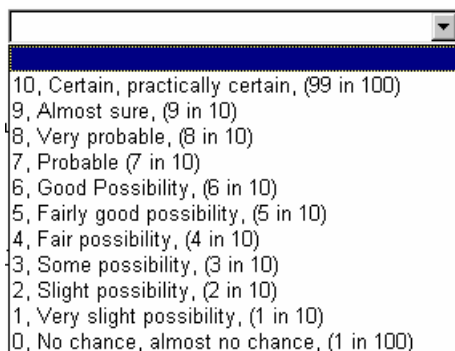 10, Certain, practically certain, (99 in 100)
9, Almost sure, (9 in 10)
8, Very probable, (8 in 10)
7, Probable (7 in 10)
6, Good Possibility, (6 in 10)
5, Fairly good possibility, (5 in 10)
4, Fair possibility, (4 in 10)
3, Some possibility, (3 in 10)
2, Slight possibility, (2 in 10)
1, Very slight possibility, (1 in 10)
0, No chance, almost no chance, (1 in 100)